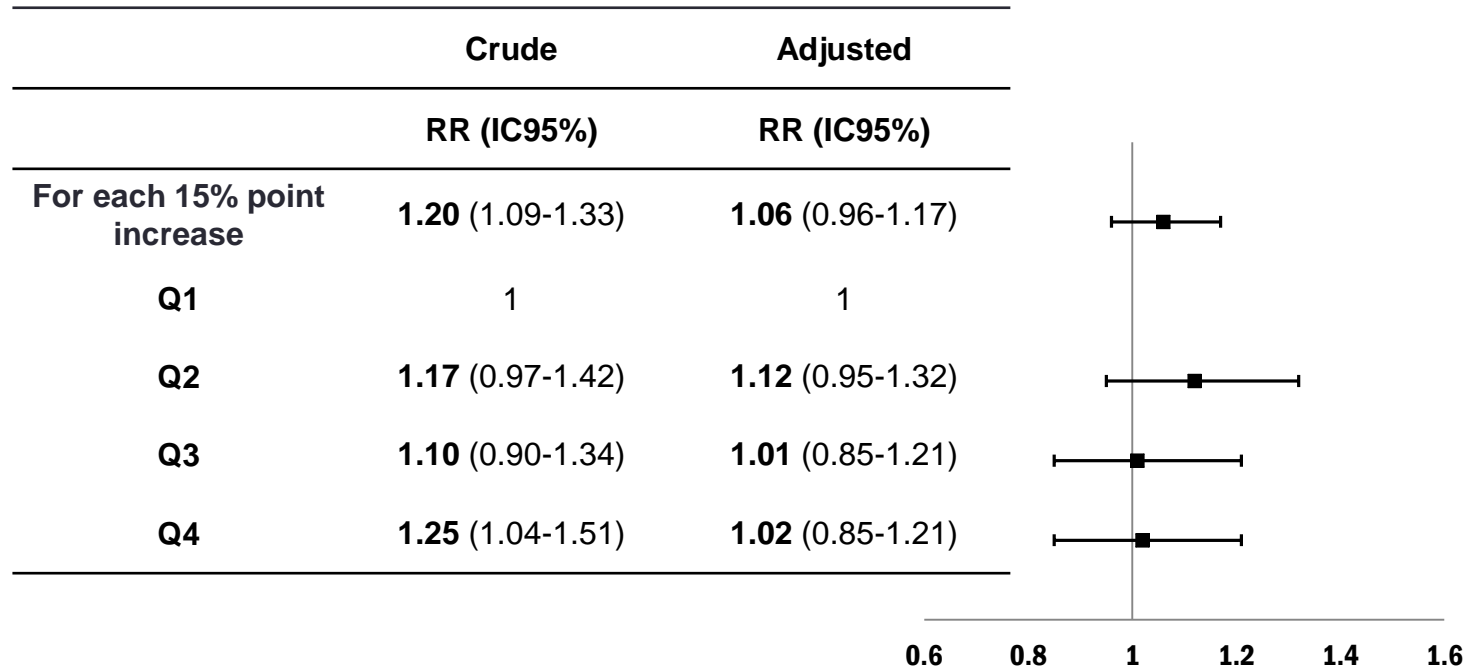 Crude Adjusted
RR (IC95%) RR (IC95%)
For each 15% point
increase
1.20 (1.09-1.33) 1.06 (0.96-1.17)
Q1 1 1
Q2 1.17 (0.97-1.42) 1.12 (0.95-1.32)
Q3 1.10 (0.90-1.34) 1.01 (0.85-1.21)
Q4 1.25 (1.04-1.51) 1.02 (0.85-1.21)
0.6 0.8 1 1.2 1.4 1.6